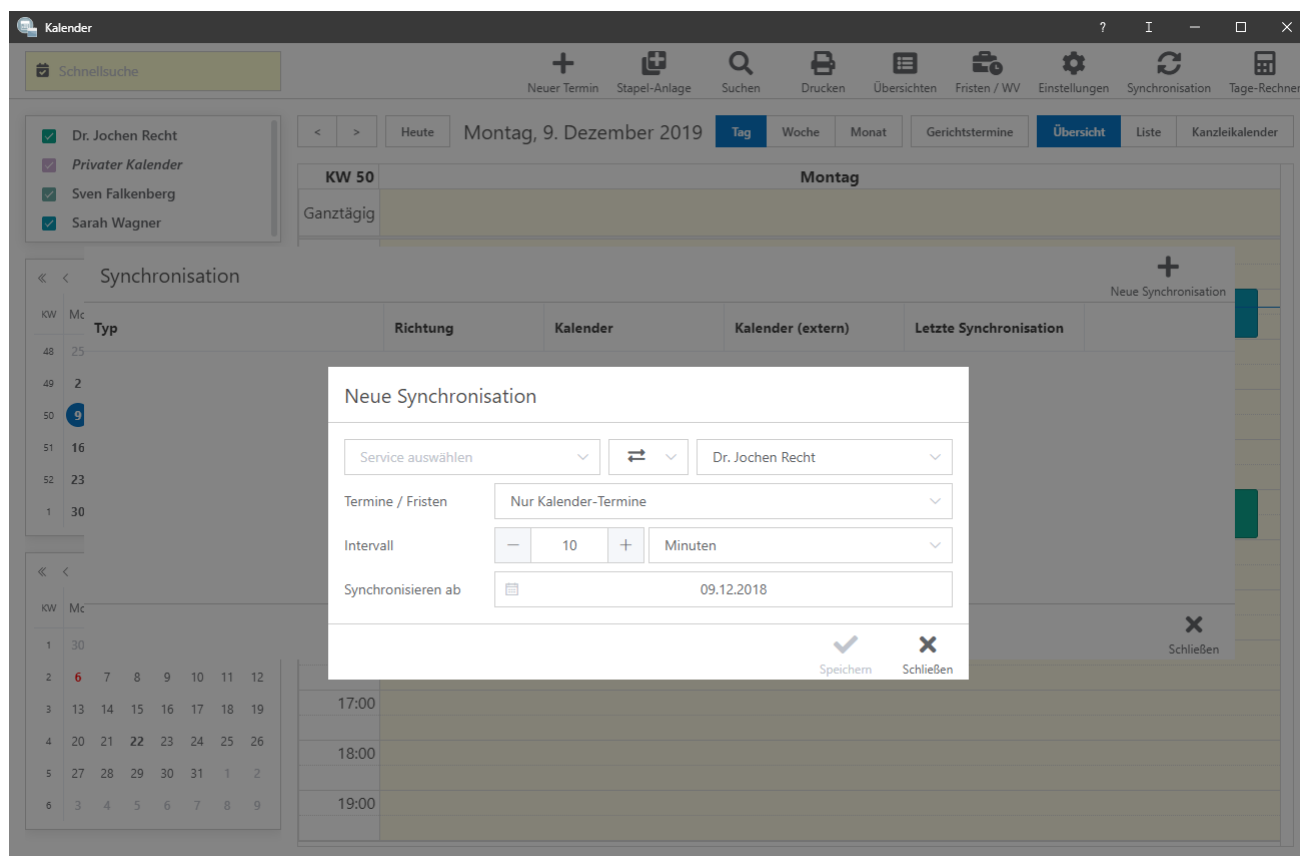 Kalender
?
Schnellsuche
Neuer Termin
Stapel-Anlage
Suchen
Drucken
Übersichten
Fristen / WV
Einstellungen
Synchronisation
Tage-Rechner
Dr. Jochen Recht
Privater Kalender
Sven Falkenberg
Sarah Wagner
< > Heute Montag, 9. Dezember 2019 Tag Woche Monat Gerichtstermine Übersicht Liste Kanzleikalender
KW 50 Montag
Ganztägig
Synchronisation
Neue Synchronisation
Typ Richtung Kalender Kalender (extern) Letzte Synchronisation
« <
KW Mo
48 25
49 2
50 9
51 16
52 23
1 30
Neue Synchronisation
Service auswählen
Dr. Jochen Recht
Termine / Fristen Nur Kalender-Termine
Intervall — 10 + Minuten
Synchronisieren ab 09.12.2018
Speichern
Schließen
Schließen
« <
KW Mo
1 30
2 6 7 8 9 10 11 12
3 13 14 15 16 17 18 19
4 20 21 22 23 24 25 26
5 27 28 29 30 31 1 2
6 3 4 5 6 7 8 9
17:00
18:00
19:00